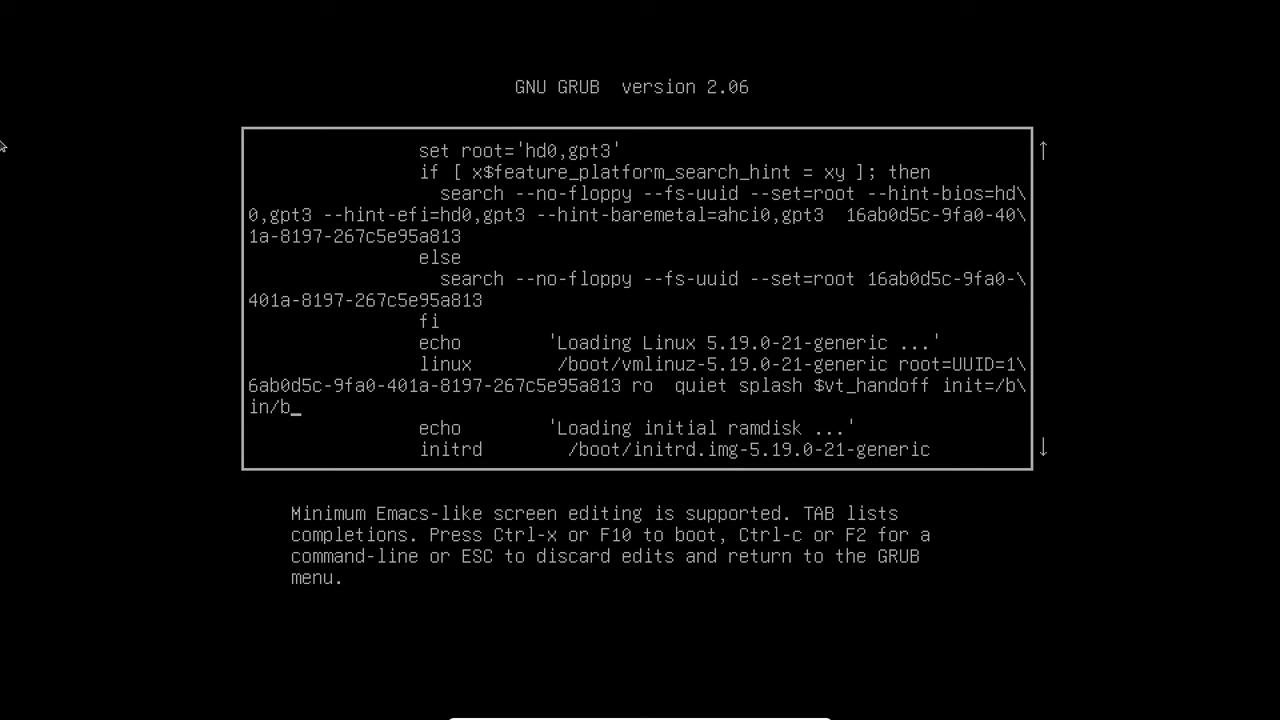 GNU GRUB  version 2.06
set root='hd0,gpt3'
if [ x$feature_platform_search_hint = xy ]; then
search --no-floppy --fs-uuid --set=root --hint-bios=hd\
0,gpt3 --hint-efi=hd0,gpt3 --hint-baremetal=ahci0,gpt3  16ab0d5c-9fa0-40\
1a-8197-267c5e95a813
else
search --no-floppy --fs-uuid --set=root 16ab0d5c-9fa0-\
401a-8197-267c5e95a813
fi
echo        'Loading Linux 5.19.0-21-generic ...'
linux        /boot/vmlinuz-5.19.0-21-generic root=UUID=1\
6ab0d5c-9fa0-401a-8197-267c5e95a813 ro  quiet splash $vt_handoff init=/b\
in/b_
echo        'Loading initial ramdisk ...'
initrd        /boot/initrd.img-5.19.0-21-generic
Minimum Emacs-like screen editing is supported. TAB lists
completions. Press Ctrl-x or F10 to boot, Ctrl-c or F2 for a
command-line or ESC to discard edits and return to the GRUB
menu.